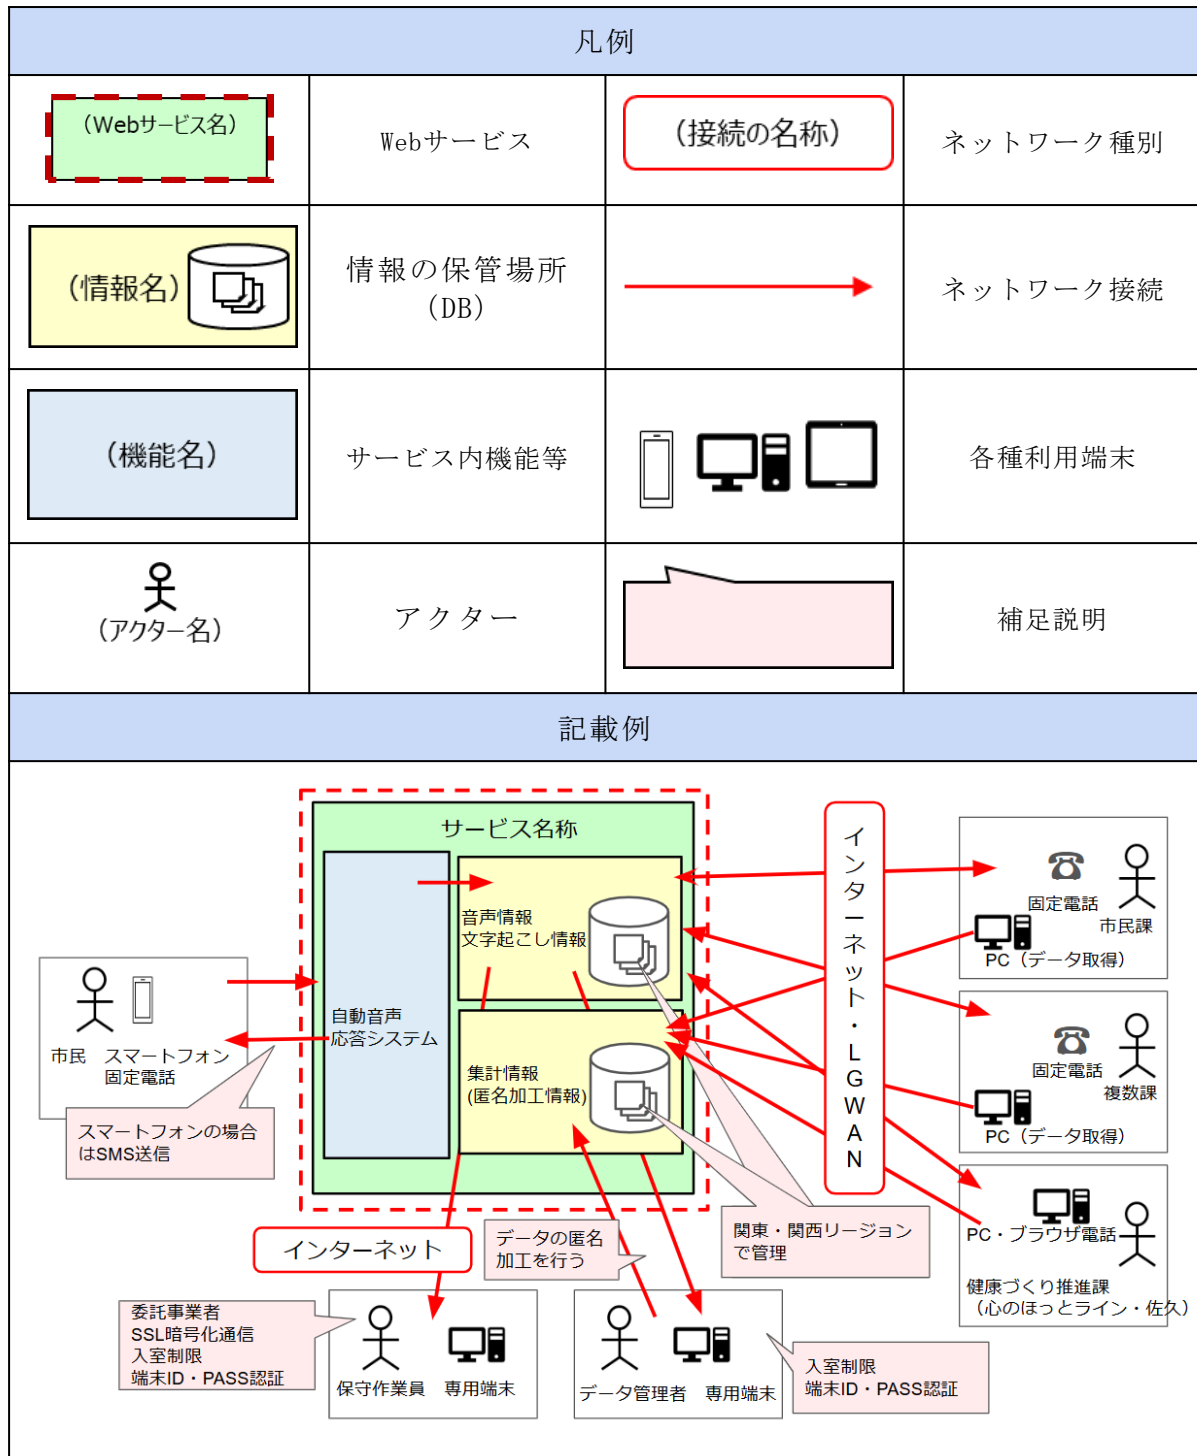 凡例
(Webサービス名)
Webサービス
(接続の名称)
ネットワーク種別
(情報名)
情報の保管場所
(DB)
ネットワーク接続
(機能名)
サービス内機能等
各種利用端末
(アクター名)
アクター
補足説明
記載例
サービス名称
自動音声
応答システム
音声情報
文字起こし情報
集計情報
(匿名加工情報)
市民
スマートフォン
固定電話
スマートフォンの場合
はSMS送信
インターネット・LGWAN
固定電話
市民課
PC（データ取得）
固定電話
複数課
PC（データ取得）
PC・ブラウザ電話
健康づくり推進課
（心のほっとライン・佐久）
関東・関西リージョン
で管理
インターネット
データの匿名
加工を行う
委託事業者
SSL暗号化通信
入室制限
端末ID・PASS認証
保守作業員
専用端末
データ管理者
専用端末
入室制限
端末ID・PASS認証